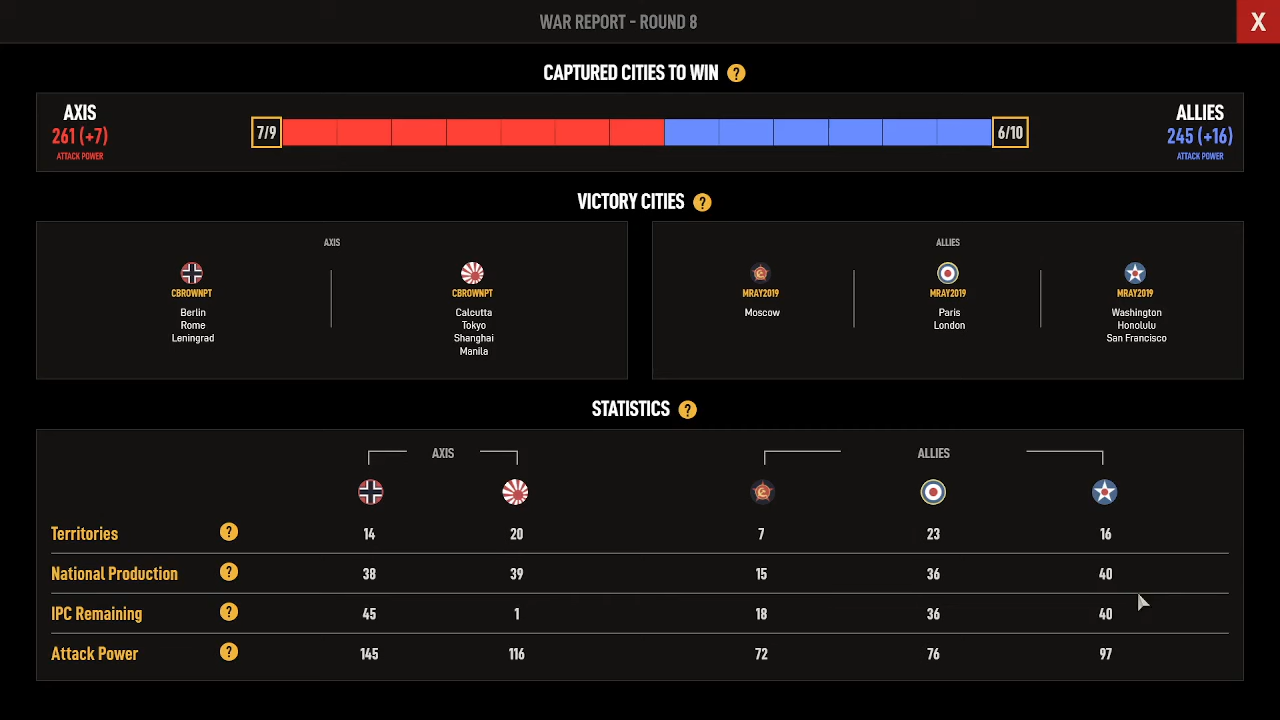 WAR REPORT - ROUND 8
X
CAPTURED CITIES TO WIN ?
AXIS
261 (+7)
ATTACK POWER
7/9
6/10
ALLIES
245 (+16)
ATTACK POWER
VICTORY CITIES ?
AXIS
CBROWNPT
Berlin
Rome
Leningrad
CBROWNPT
Calcutta
Tokyo
Shanghai
Manila
ALLIES
MRAY2019
Moscow
MRAY2019
Paris
London
MRAY2019
Washington
Honolulu
San Francisco
STATISTICS ?
AXIS ALLIES
Territories ? 14 20 7 23 16
National Production ? 38 39 15 36 40
IPC Remaining ? 45 1 18 36 40
Attack Power ? 145 116 72 76 97